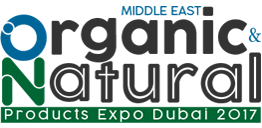 MIDDLE EAST
Organic &
Natural
Products Expo Dubai 2017